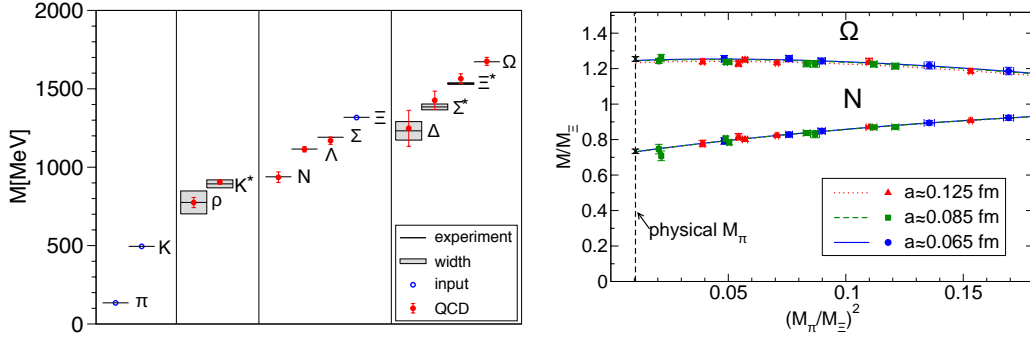 2000
1500
1000
500
0
M[MeV]
π
K
ρ
K*
N
Λ
Σ
Ξ
Δ
Σ*
Ξ*
Ω
experiment
width
input
QCD
1.4
1.2
1
0.8
0.6
0.4
0.2
0
M/M_Ξ
Ω
N
physical M_π
a≈0.125 fm
a≈0.085 fm
a≈0.065 fm
0.05
0.1
0.15
(M_π/M_Ξ)²